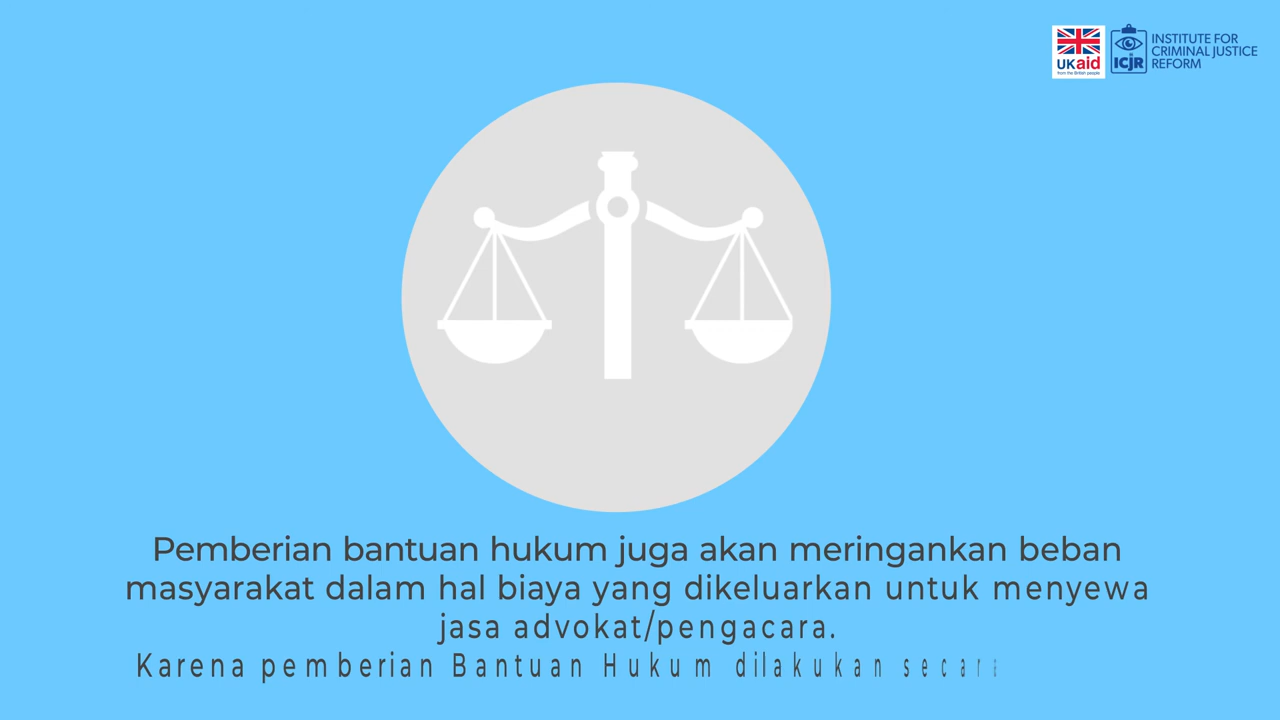 UKaid
from the British people
ICJR
INSTITUTE FOR
CRIMINAL JUSTICE
REFORM
Pemberian bantuan hukum juga akan meringankan beban
masyarakat dalam hal biaya yang dikeluarkan untuk menyewa
jasa advokat/pengacara.
Karena pemberian Bantuan Hukum dilakukan secara